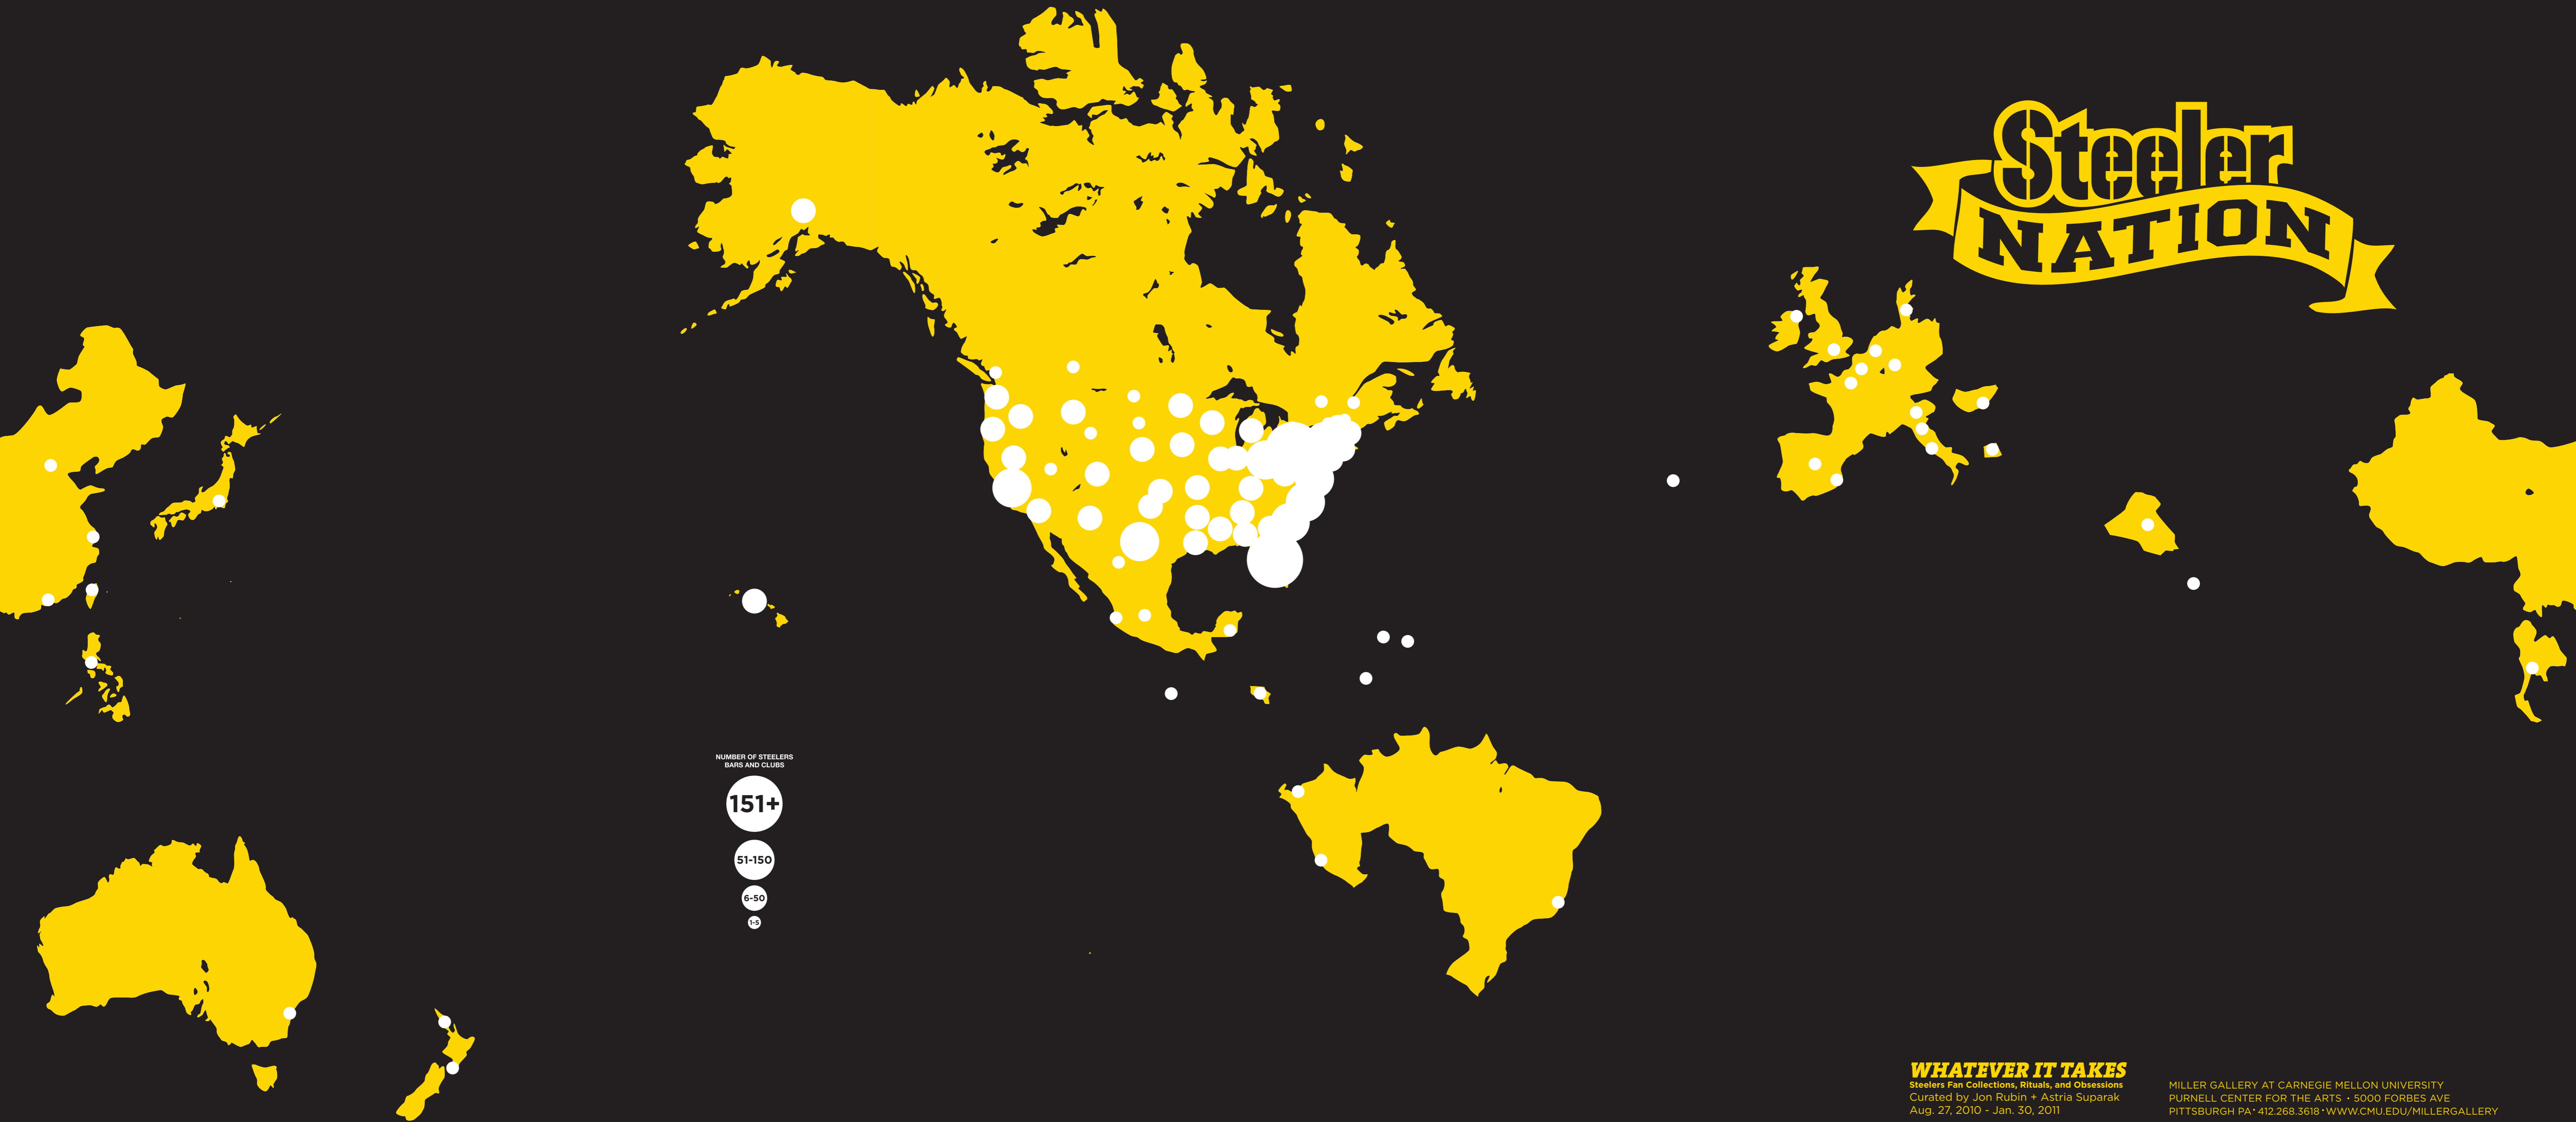 Steeler
NATION
NUMBER OF STEELERS
BARS AND CLUBS
151+
51-150
6-50
1-5
WHATEVER IT TAKES
Steelers Fan Collections, Rituals, and Obsessions
Curated by Jon Rubin + Astria Suparak
Aug. 27, 2010 - Jan. 30, 2011
MILLER GALLERY AT CARNEGIE MELLON UNIVERSITY
PURNELL CENTER FOR THE ARTS • 5000 FORBES AVE
PITTSBURGH PA • 412.268.3618 • WWW.CMU.EDU/MILLERGALLERY